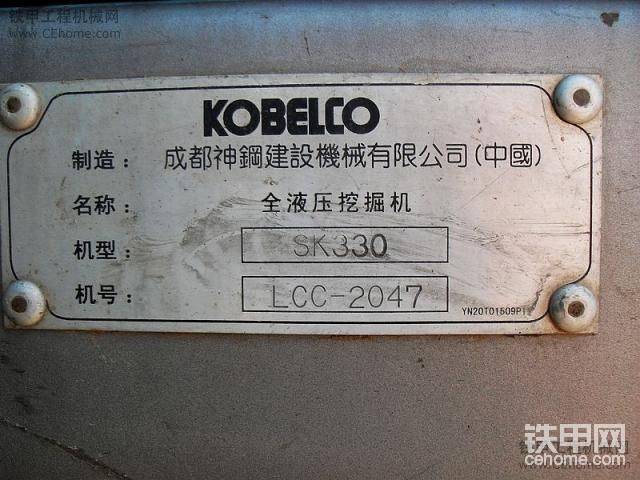 铁甲工程机械网
www.CEhome.com
KOBELCO
制造： 成都神鋼建設機械有限公司(中國)
名称： 全液压挖掘机
机型： SK330
机号： LCC-2047
YN20T01509P1
铁甲网
cehome.com